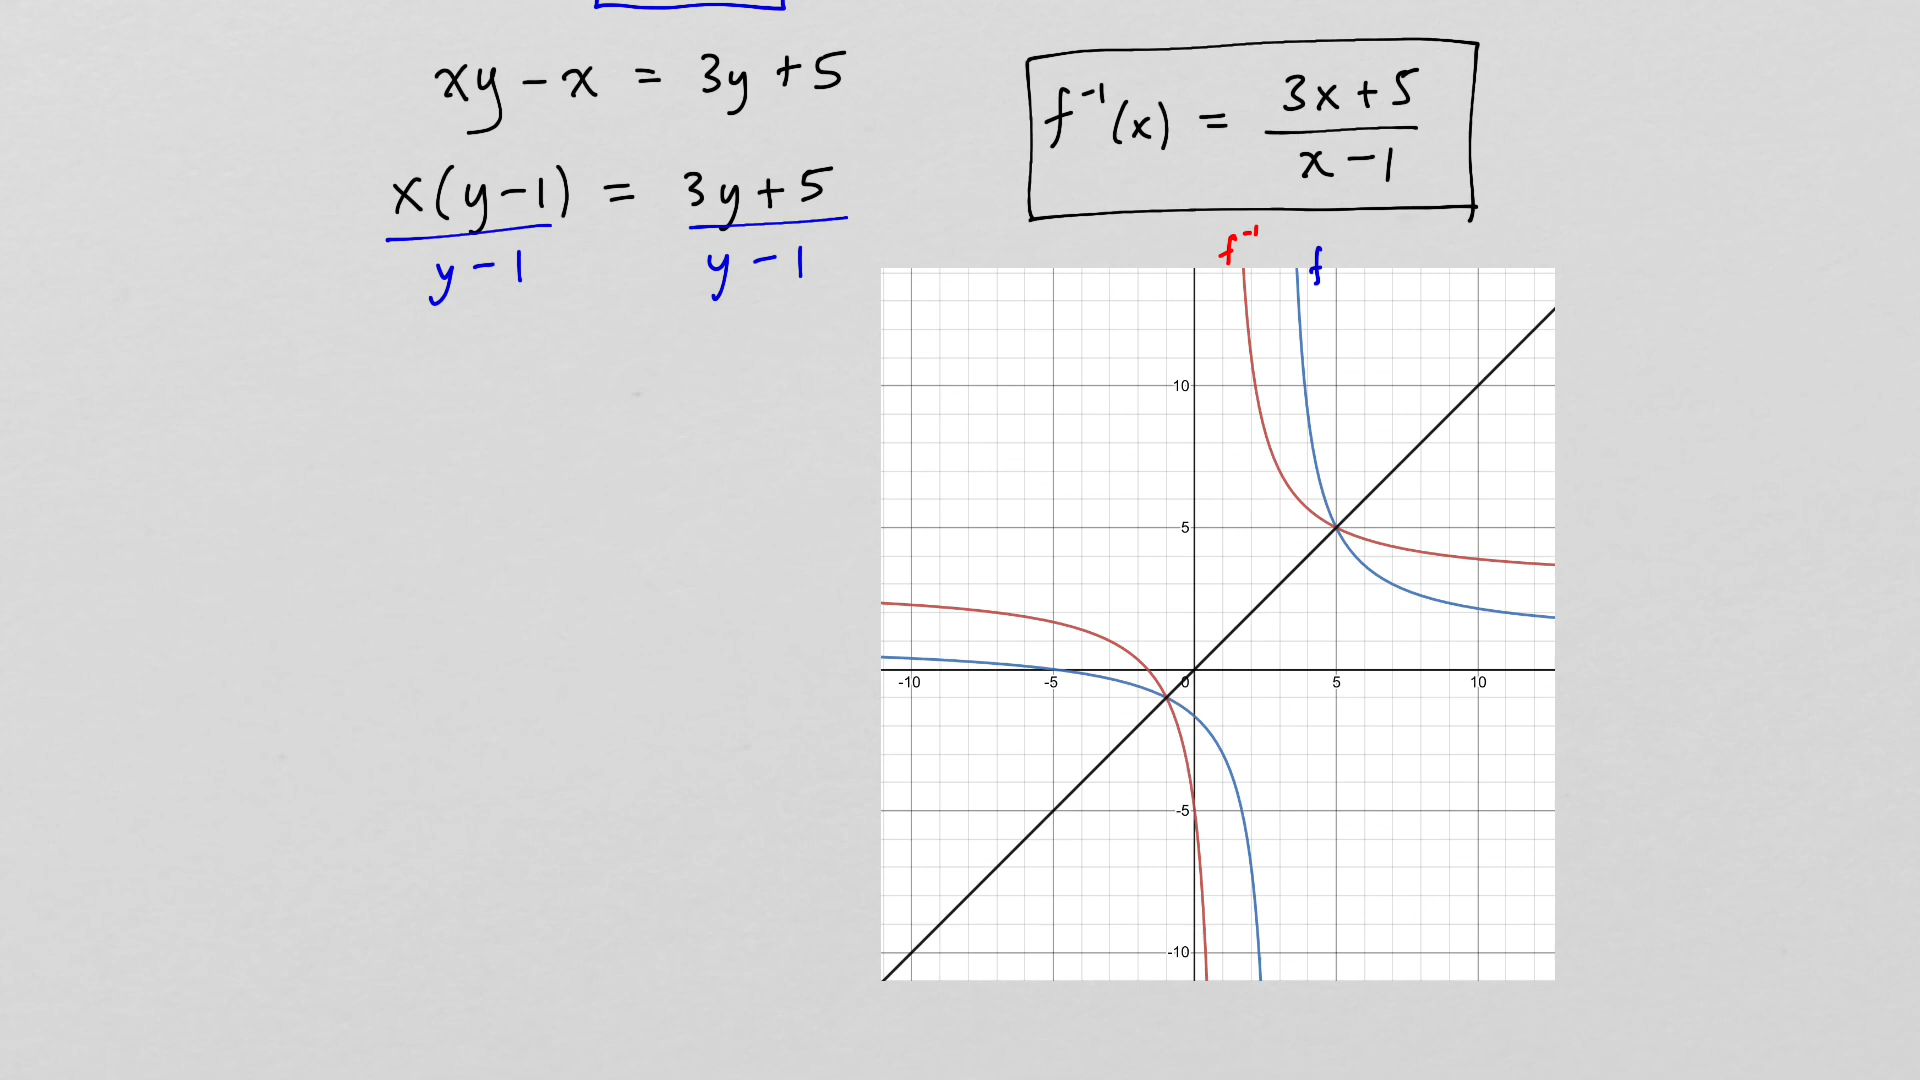 xy - x = 3y + 5
x(y-1) = 3y+5
y - 1 y - 1
f⁻¹(x) = 3x + 5
x - 1
f⁻¹ f
10
5
-10 -5 0 5 10
-5
-10